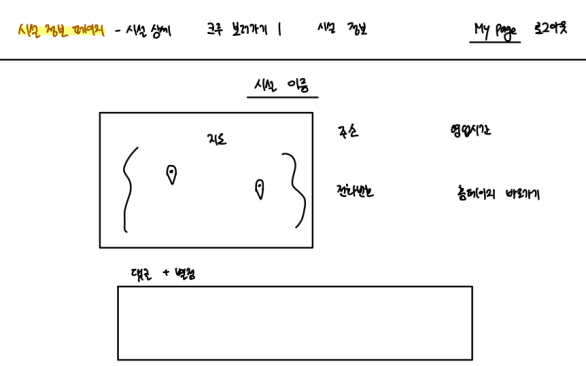 시설 정보 페이지 - 시설 상세 크루 보러가기 | 시설 정보 My page 로그아웃
시설 이름
지도
주소 영업시간
전화번호 홈페이지 바로가기
댓글 + 별점